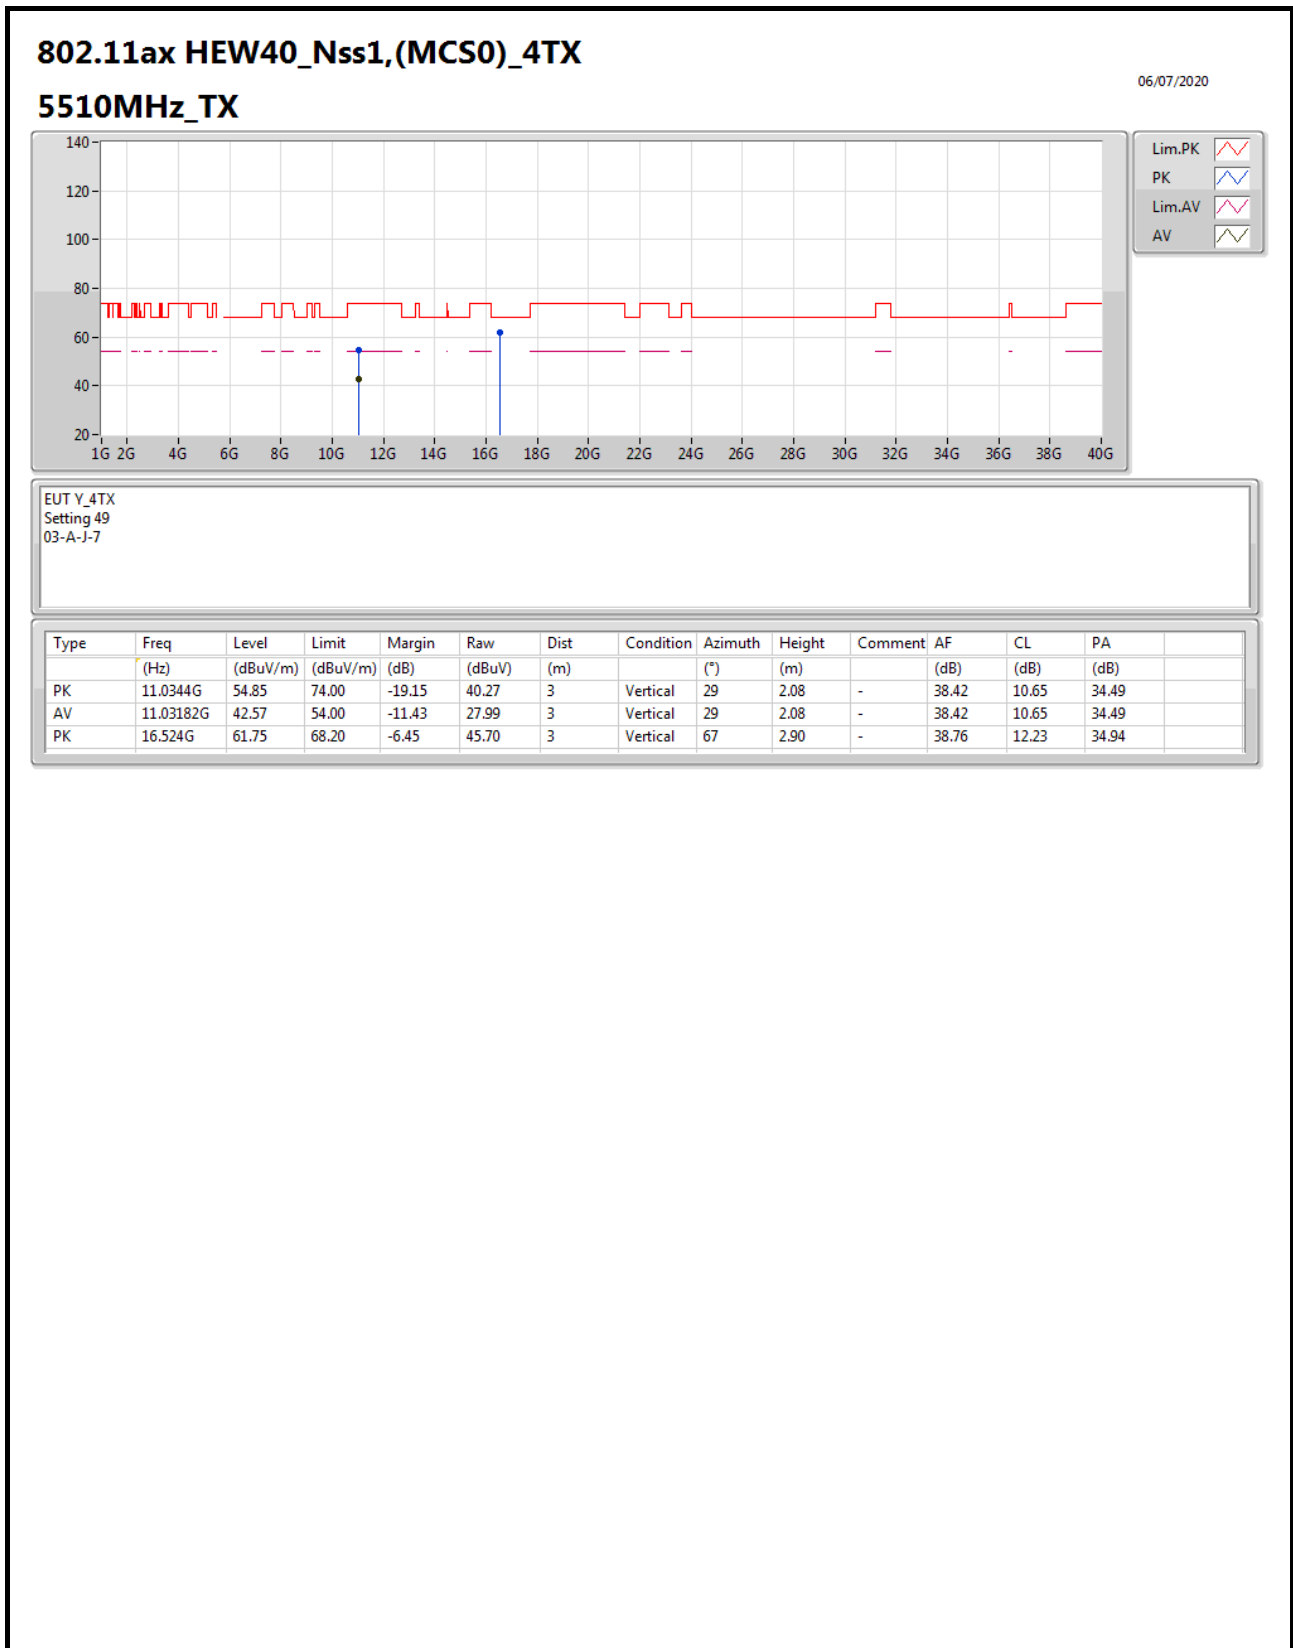 802.11ax HEW40_Nss1,(MCS0)_4TX
06/07/2020
5510MHz_TX
140
120
100
80
60
40
20
1G 2G 4G 6G 8G 10G 12G 14G 16G 18G 20G 22G 24G 26G 28G 30G 32G 34G 36G 38G 40G
Lim.PK
PK
Lim.AV
AV
EUT Y_4TX
Setting 49
03-A-J-7
Type Freq Level Limit Margin Raw Dist Condition Azimuth Height Comment AF CL PA
(Hz) (dBuV/m) (dBuV/m) (dB) (dBuV) (m) (°) (m) (dB) (dB) (dB)
PK 11.0344G 54.85 74.00 -19.15 40.27 3 Vertical 29 2.08 - 38.42 10.65 34.49
AV 11.03182G 42.57 54.00 -11.43 27.99 3 Vertical 29 2.08 - 38.42 10.65 34.49
PK 16.524G 61.75 68.20 -6.45 45.70 3 Vertical 67 2.90 - 38.76 12.23 34.94